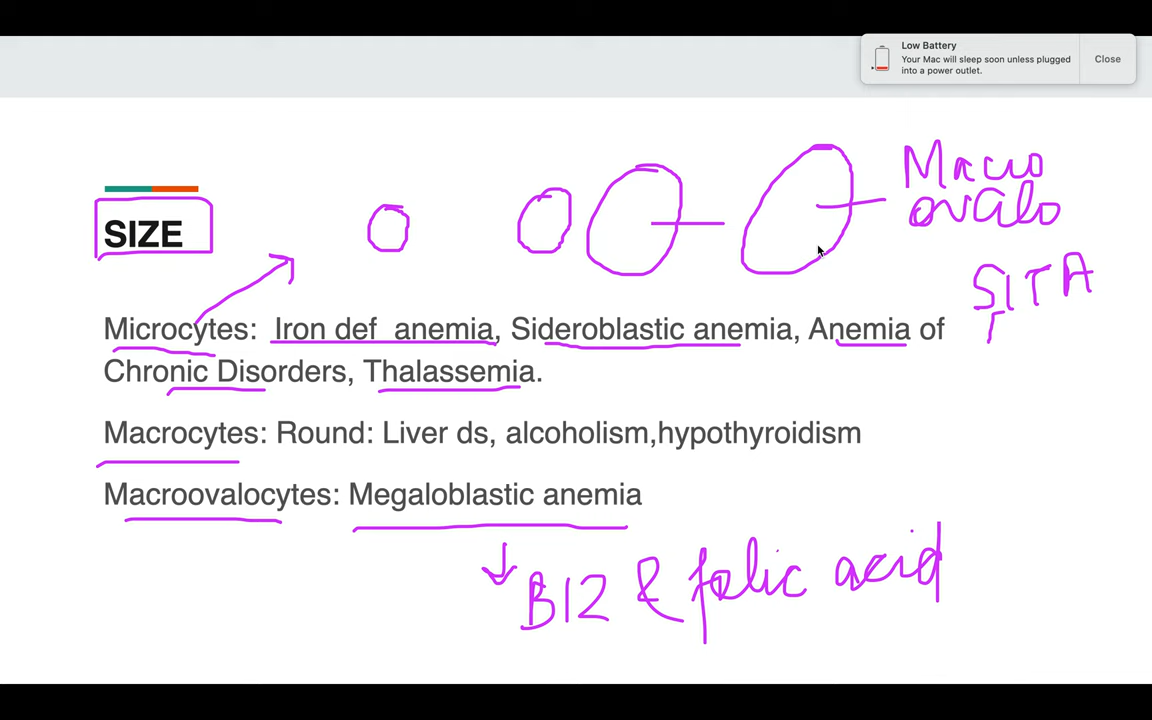 Low Battery
Your Mac will sleep soon unless plugged
into a power outlet.
Close
Macro
ovalo
SIZE
SITA
Microcytes: Iron def anemia, Sideroblastic anemia, Anemia of
Chronic Disorders, Thalassemia.
Macrocytes: Round: Liver ds, alcoholism,hypothyroidism
Macroovalocytes: Megaloblastic anemia
↓ B12 & folic acid